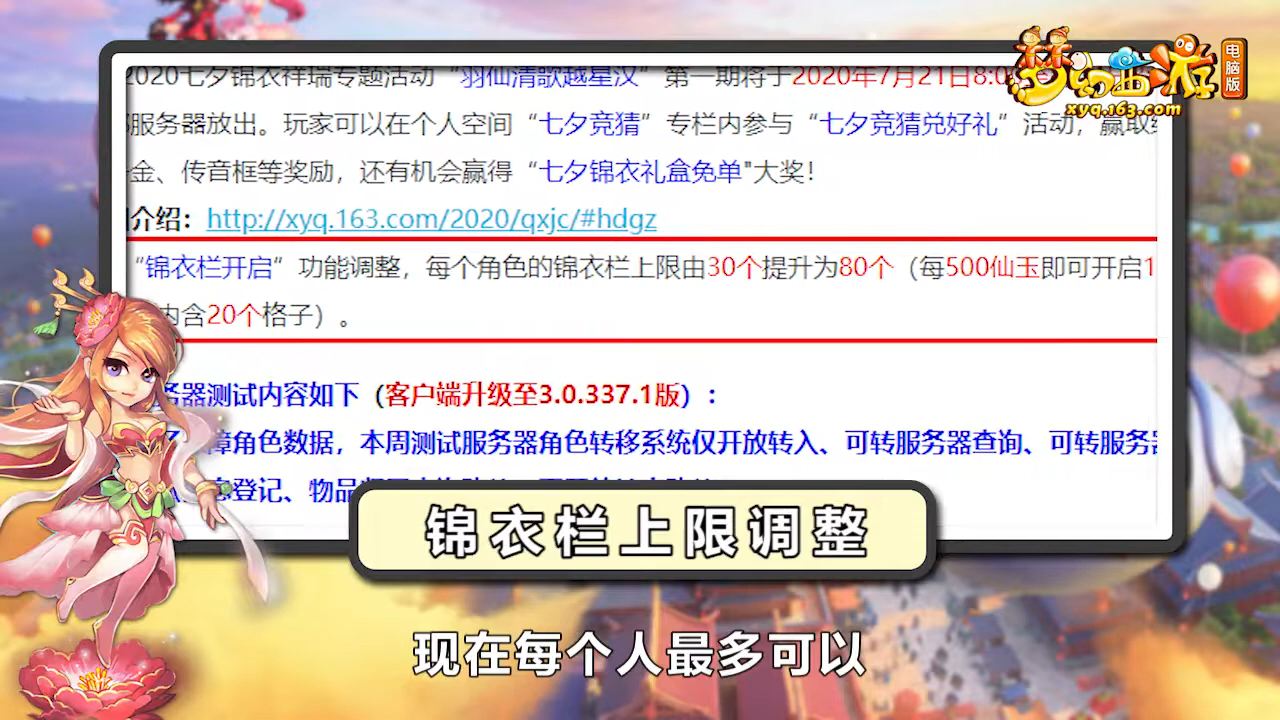 梦幻西游
电脑版
xyq.163.com
2020七夕锦衣祥瑞专题活动“羽仙清歌越星汉”第一期将于2020年7月21日8:0
服务器放出。玩家可以在个人空间“七夕竞猜”专栏内参与“七夕竞猜兑好礼”活动，赢取
金、传音框等奖励，还有机会赢得“七夕锦衣礼盒免单"大奖！
介绍：http://xyq.163.com/2020/qxjc/#hdgz
“锦衣栏开启”功能调整，每个角色的锦衣栏上限由30个提升为80个（每500仙玉即可开启1
内含20个格子）。
务器测试内容如下（客户端升级至3.0.337.1版）：
障角色数据，本周测试服务器角色转移系统仅开放转入、可转服务器查询、可转服务器
登记、物品
锦衣栏上限调整
现在每个人最多可以